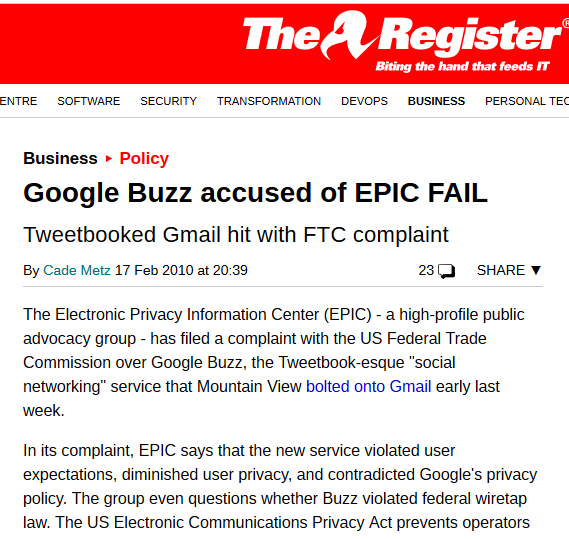 The Register®
Biting the hand that feeds IT
ENTRE SOFTWARE SECURITY TRANSFORMATION DEVOPS BUSINESS PERSONAL TEC
Business ▸ Policy
Google Buzz accused of EPIC FAIL
Tweetbooked Gmail hit with FTC complaint
By Cade Metz 17 Feb 2010 at 20:39 23 SHARE ▼
The Electronic Privacy Information Center (EPIC) - a high-profile public
advocacy group - has filed a complaint with the US Federal Trade
Commission over Google Buzz, the Tweetbook-esque "social
networking" service that Mountain View bolted onto Gmail early last
week.
In its complaint, EPIC says that the new service violated user
expectations, diminished user privacy, and contradicted Google's privacy
policy. The group even questions whether Buzz violated federal wiretap
law. The US Electronic Communications Privacy Act prevents operators